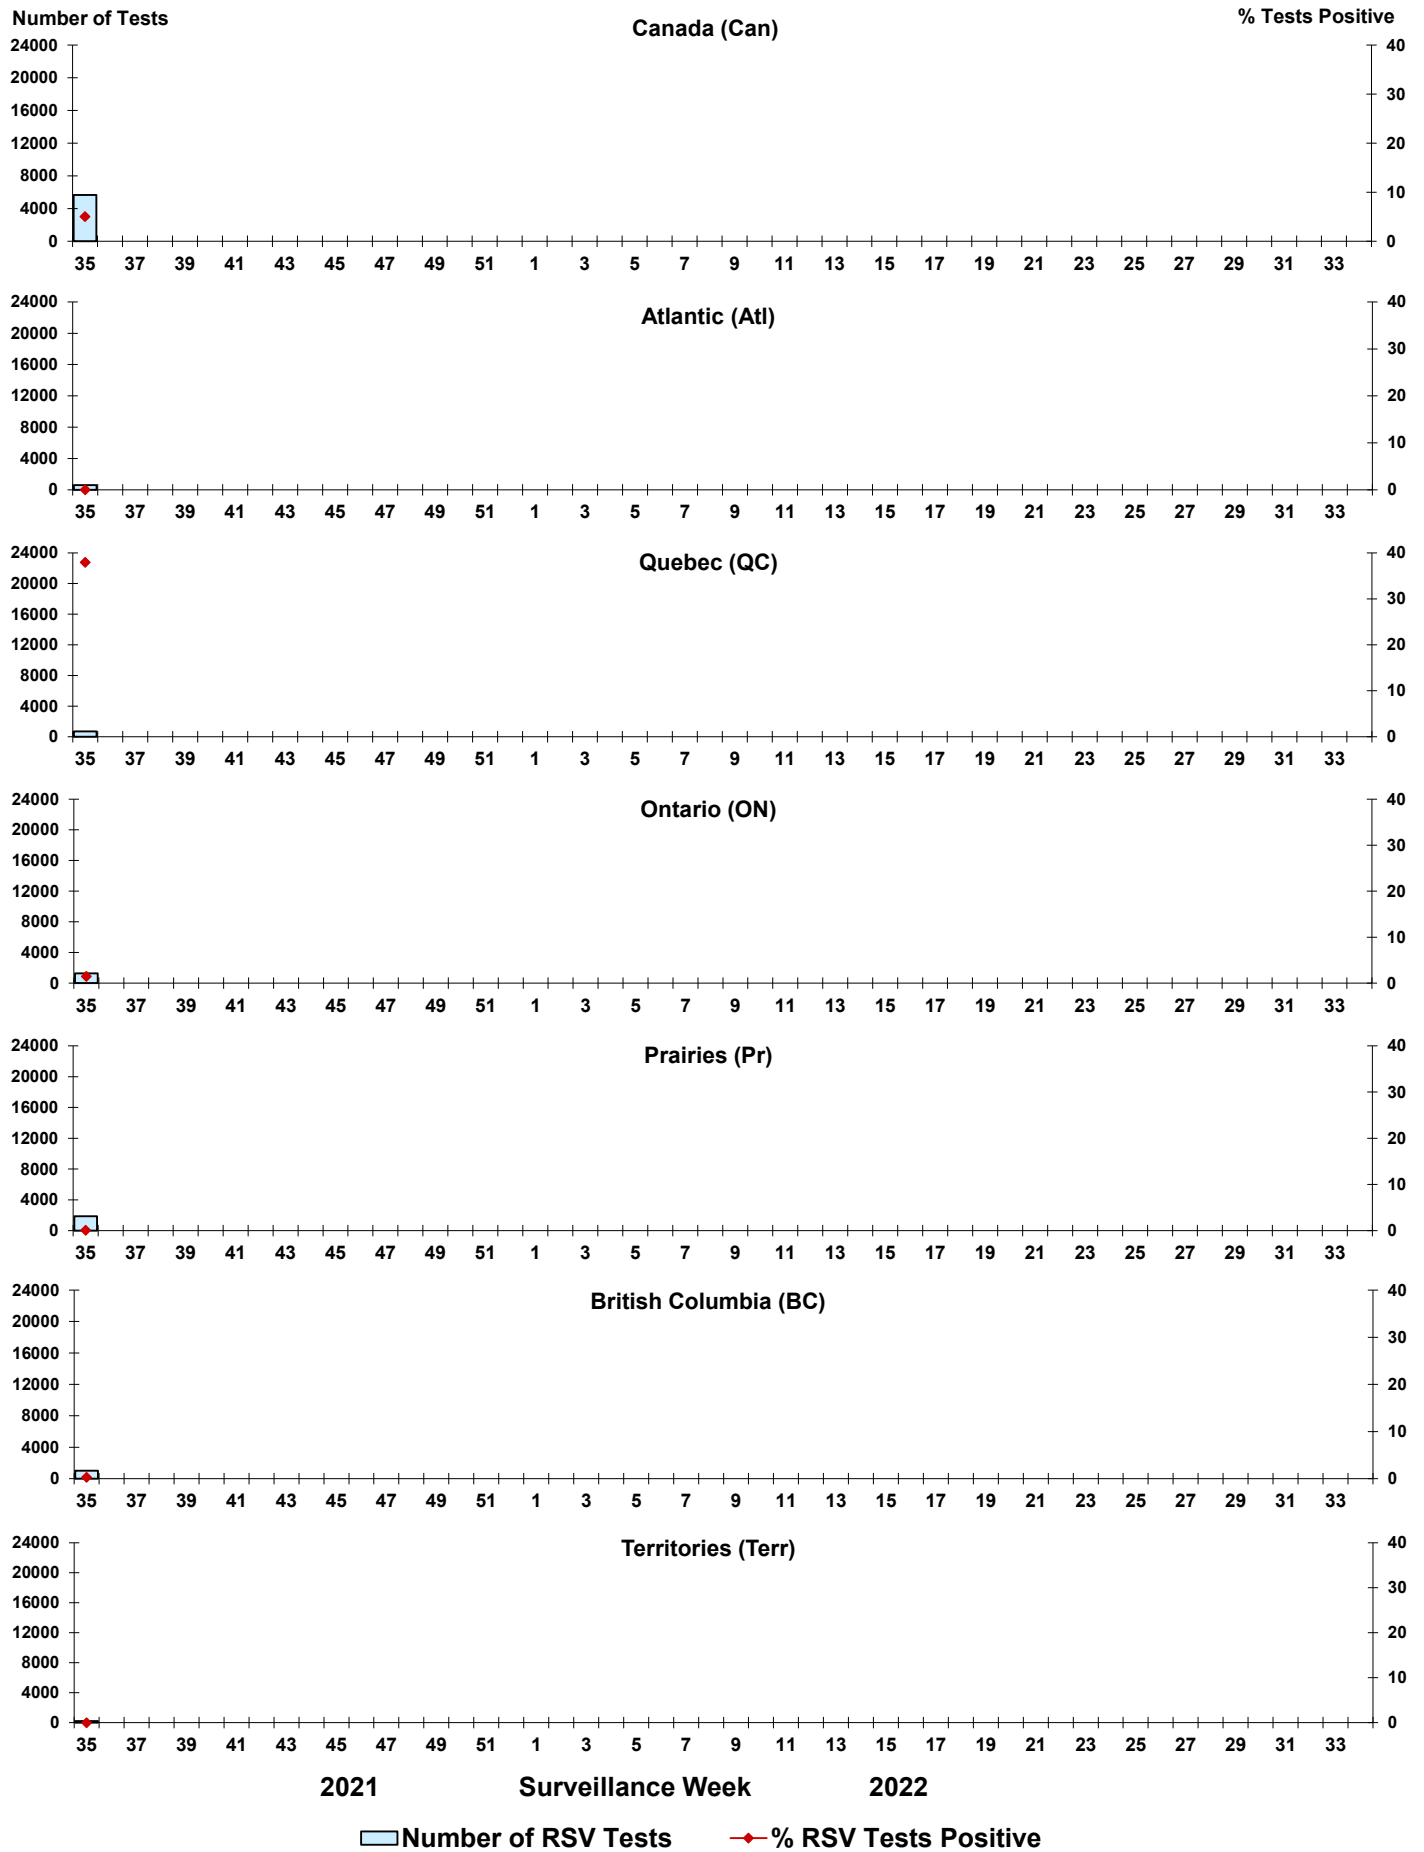 Number of Tests
Canada (Can)
% Tests Positive
24000 40
20000 30
16000
12000 20
8000
4000 10
0 0
35 37 39 41 43 45 47 49 51 1 3 5 7 9 11 13 15 17 19 21 23 25 27 29 31 33
Atlantic (Atl)
24000 40
20000 30
16000
12000 20
8000
4000 10
0 0
35 37 39 41 43 45 47 49 51 1 3 5 7 9 11 13 15 17 19 21 23 25 27 29 31 33
Quebec (QC)
24000 40
20000 30
16000
12000 20
8000
4000 10
0 0
35 37 39 41 43 45 47 49 51 1 3 5 7 9 11 13 15 17 19 21 23 25 27 29 31 33
Ontario (ON)
24000 40
20000 30
16000
12000 20
8000
4000 10
0 0
35 37 39 41 43 45 47 49 51 1 3 5 7 9 11 13 15 17 19 21 23 25 27 29 31 33
Prairies (Pr)
24000 40
20000 30
16000
12000 20
8000
4000 10
0 0
35 37 39 41 43 45 47 49 51 1 3 5 7 9 11 13 15 17 19 21 23 25 27 29 31 33
British Columbia (BC)
24000 40
20000 30
16000
12000 20
8000
4000 10
0 0
35 37 39 41 43 45 47 49 51 1 3 5 7 9 11 13 15 17 19 21 23 25 27 29 31 33
Territories (Terr)
24000 40
20000 30
16000
12000 20
8000
4000 10
0 0
35 37 39 41 43 45 47 49 51 1 3 5 7 9 11 13 15 17 19 21 23 25 27 29 31 33
2021 Surveillance Week 2022
Number of RSV Tests % RSV Tests Positive